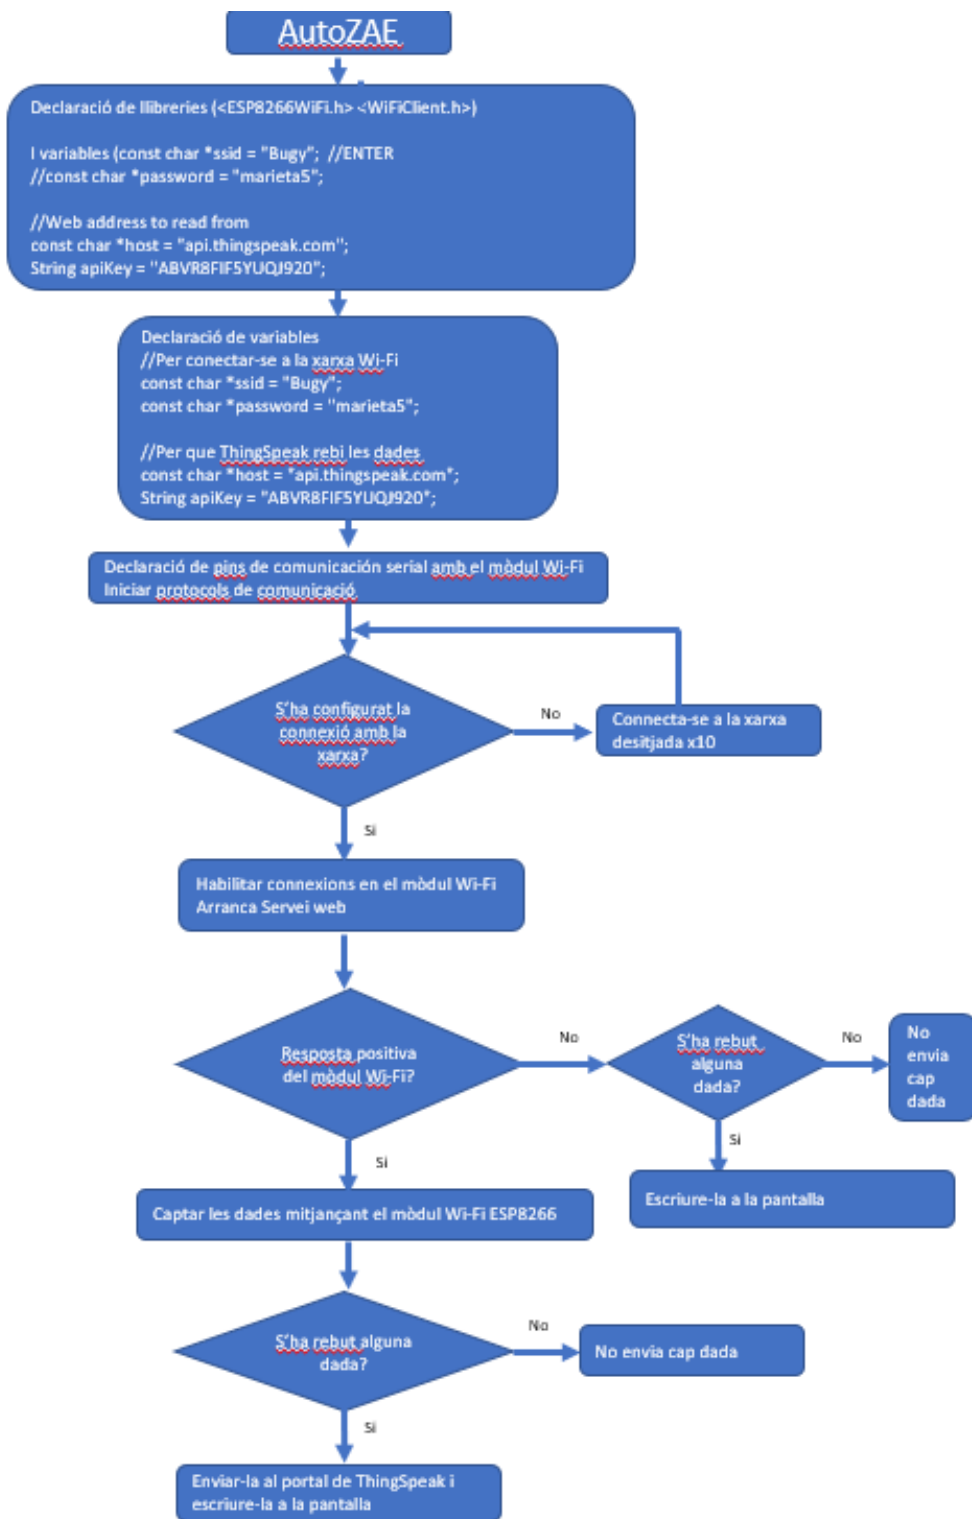 AutoZAE
Declaració de llibreries (<ESP8266WiFi.h> <WiFiClient.h>)
I variables (const char *ssid = "Bugy";  //ENTER
//const char *password = "marieta5";
//Web address to read from
const char *host = "api.thingspeak.com";
String apiKey = "ABVR8FIF5YUQJ920";
Declaració de variables
//Per conectar-se a la xarxa Wi-Fi
const char *ssid = "Bugy";
const char *password = "marieta5";
//Per que ThingSpeak rebi les dades
const char *host = "api.thingspeak.com";
String apiKey = "ABVR8FIF5YUQJ920";
Declaració de pins de comunicación serial amb el mòdul Wi-Fi
Iniciar protocols de comunicació
S'ha configurat la
connexió amb la
xarxa?
No
Connecta-se a la xarxa
desitjada x10
Si
Habilitar connexions en el mòdul Wi-Fi
Arranca Servei web
Resposta positiva
del mòdul Wi-Fi?
No
S'ha rebut
alguna
dada?
No
No
envia
cap
dada
Si
Escriure-la a la pantalla
Si
Captar les dades mitjançant el mòdul Wi-Fi ESP8266
S'ha rebut alguna
dada?
No
No envia cap dada
Si
Enviar-la al portal de ThingSpeak i
escriure-la a la pantalla